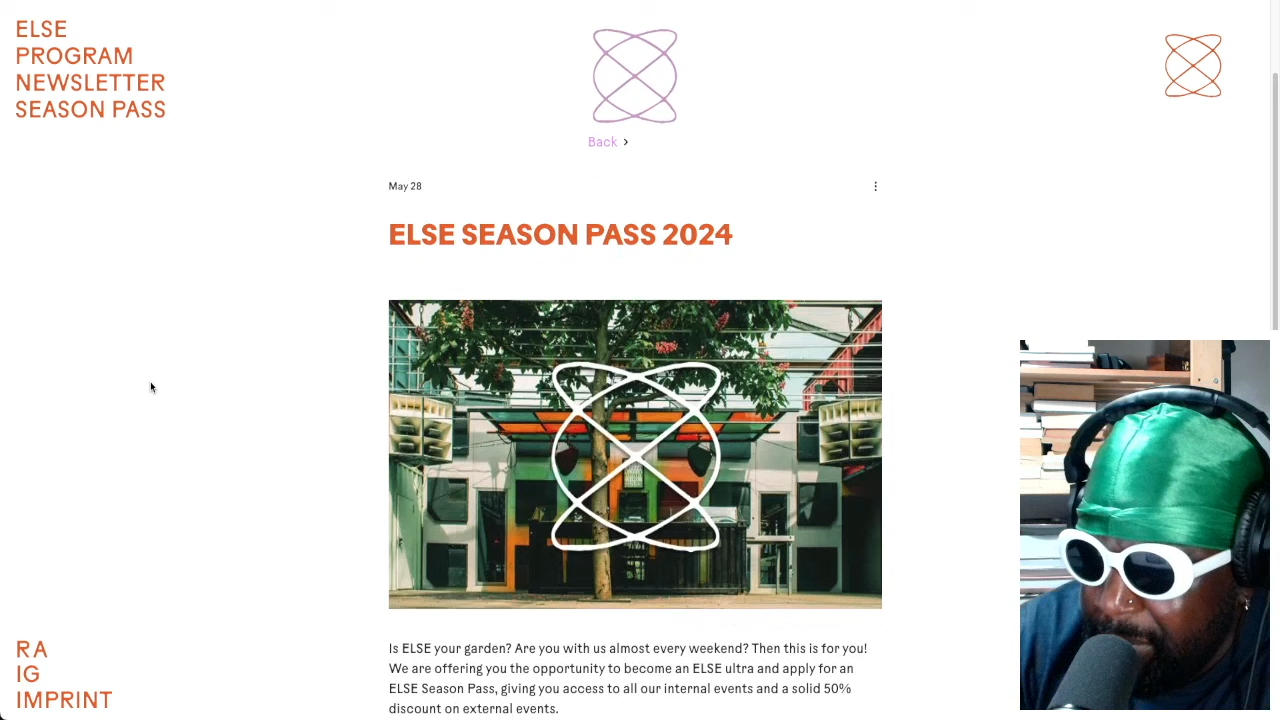 ELSE
PROGRAM
NEWSLETTER
SEASON PASS
Back ›
May 28
ELSE SEASON PASS 2024
Is ELSE your garden? Are you with us almost every weekend? Then this is for you!
We are offering you the opportunity to become an ELSE ultra and apply for an
ELSE Season Pass, giving you access to all our internal events and a solid 50%
discount on external events.
RA
IG
IMPRINT